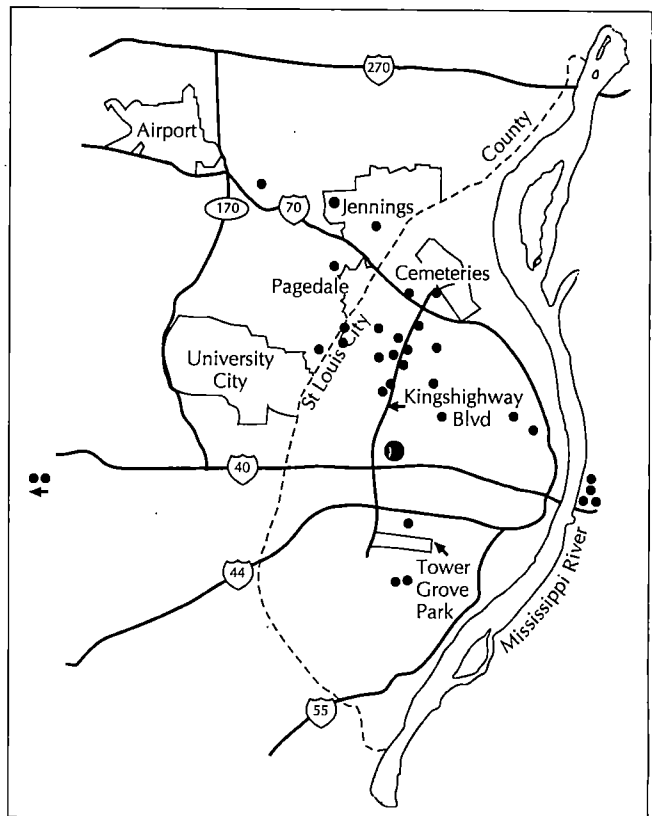 270
Airport
County
170
70
Jennings
Cemeteries
Pagedale
St Louis City
University
City
Kingshighway
Blvd
40
44
Tower
Grove
Park
Mississippi River
55